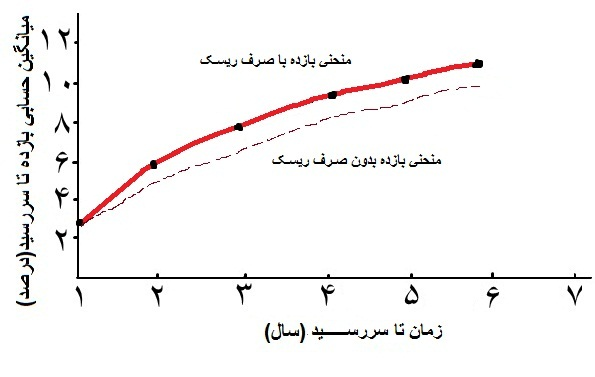 میانگین حسابی بازده تا سررسید(درصد)
۱۲
۱۰
۸
۶
۴
۲
منحنی بازده با صرف ریسک
منحنی بازده بدون صرف ریسک
۱ ۲ ۳ ۴ ۵ ۶ ۷
زمان تا سررســـــید (سال)